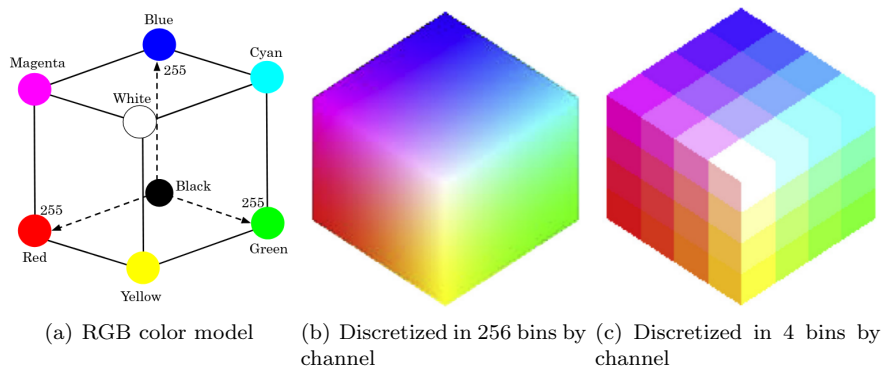 Blue
255
Cyan
Magenta
White
Black
255
255
Red
Green
Yellow
(a) RGB color model
(b) Discretized in 256 bins by
channel
(c) Discretized in 4 bins by
channel